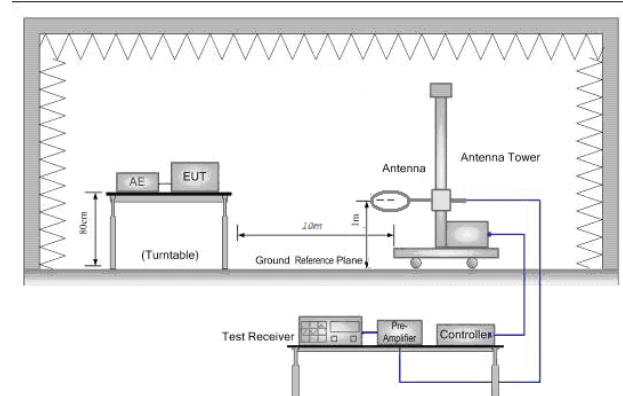 Antenna Tower
Antenna
AE
EUT
80cm
(Turntable)
10m
1m
Ground Reference Plane
Test Receiver
Pre-
Amplifier
Controller